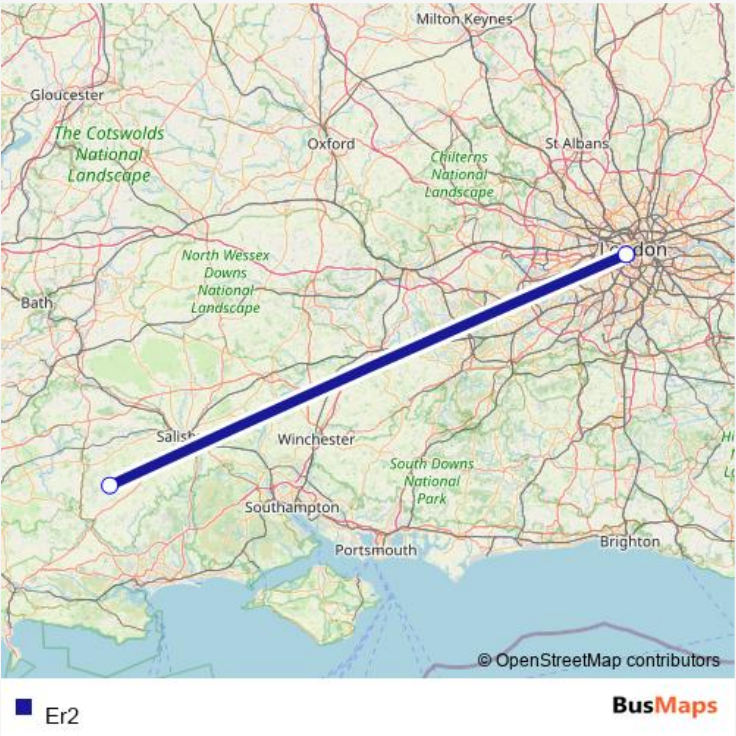 Milton Keynes
Gloucester
The Cotswolds
National
Landscape
Oxford
St Albans
Chilterns
National
Landscape
London
North Wessex
Downs
National
Landscape
Bath
Salisb
Winchester
South Downs
National
Park
Southampton
Portsmouth
Brighton
© OpenStreetMap contributors
Er2
BusMaps